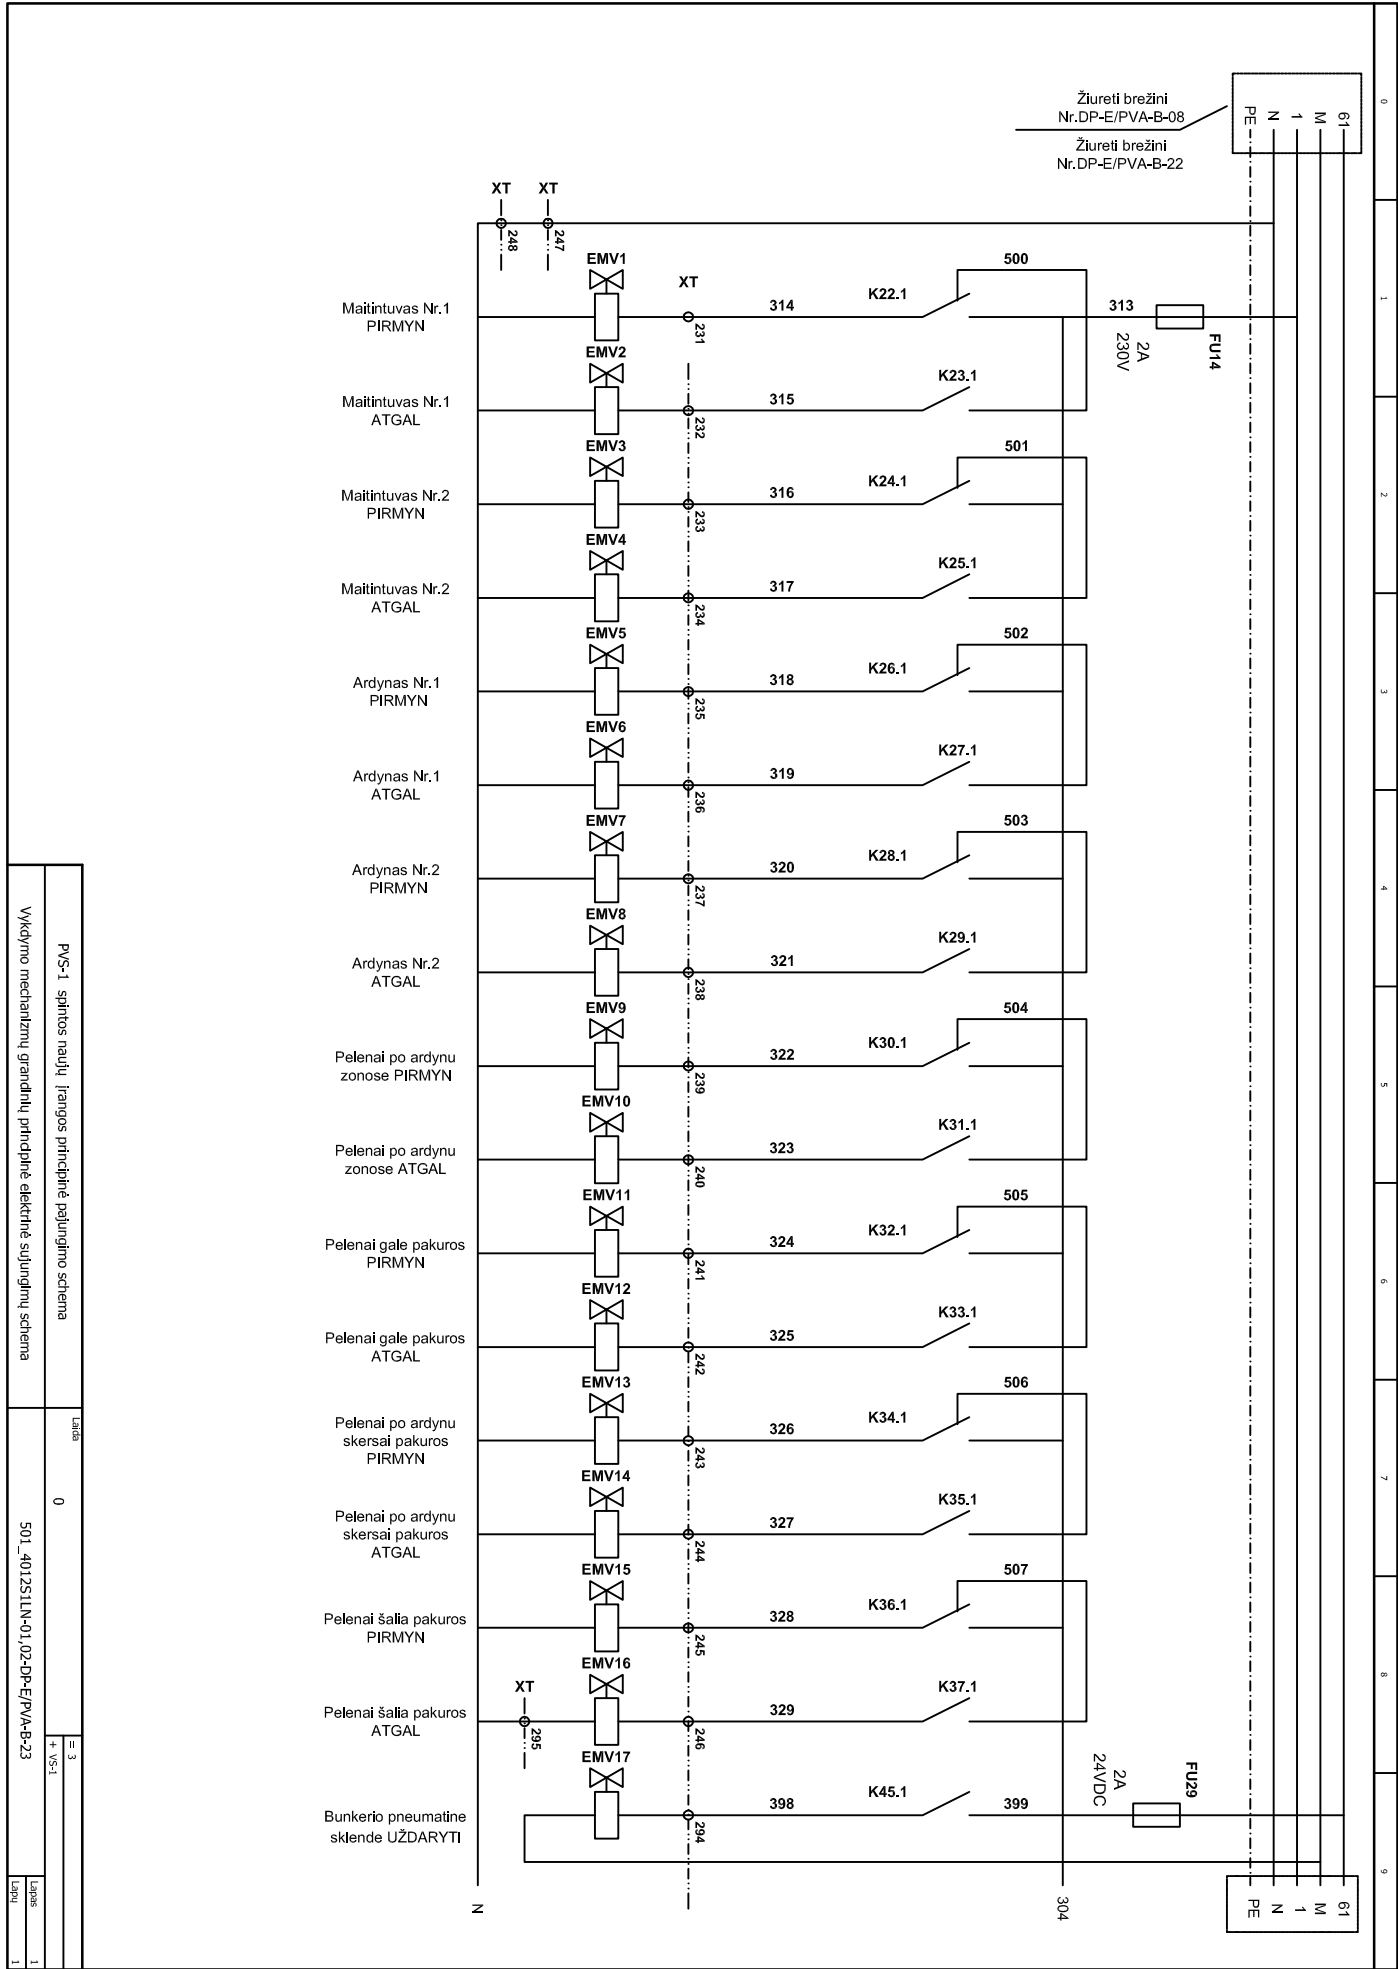 0
1
2
3
4
5
6
7
8
9
61
M
1
N
PE
Žiureti brežini
Nr.DP-E/PVA-B-08
Žiureti brežini
Nr.DP-E/PVA-B-22
XT
XT
248
247
XT
FU14
2A
230V
313
500
Maitintuvas Nr.1
PIRMYN
EMV1
231
314
K22.1
Maitintuvas Nr.1
ATGAL
EMV2
232
315
K23.1
501
Maitintuvas Nr.2
PIRMYN
EMV3
233
316
K24.1
Maitintuvas Nr.2
ATGAL
EMV4
234
317
K25.1
502
Ardynas Nr.1
PIRMYN
EMV5
235
318
K26.1
Ardynas Nr.1
ATGAL
EMV6
236
319
K27.1
503
Ardynas Nr.2
PIRMYN
EMV7
237
320
K28.1
Ardynas Nr.2
ATGAL
EMV8
238
321
K29.1
504
Pelenai po ardynu
zonose PIRMYN
EMV9
239
322
K30.1
Pelenai po ardynu
zonose ATGAL
EMV10
240
323
K31.1
505
Pelenai gale pakuros
PIRMYN
EMV11
241
324
K32.1
Pelenai gale pakuros
ATGAL
EMV12
242
325
K33.1
506
Pelenai po ardynu
skersai pakuros
PIRMYN
EMV13
243
326
K34.1
Pelenai po ardynu
skersai pakuros
ATGAL
EMV14
244
327
K35.1
507
Pelenai šalia pakuros
PIRMYN
EMV15
245
328
K36.1
Pelenai šalia pakuros
ATGAL
XT
295
EMV16
246
329
K37.1
Bunkerio pneumatine
sklende UŽDARYTI
EMV17
294
398
K45.1
399
2A
24VDC
FU29
N
304
61
M
1
N
PE
PVS-1 spintos naujų įrangos principinė pajungimo schema
Vykdymo mechanizmų grandinių principinė elektrinė sujungimų schema
Laida
0
501_4012S1LN-01,02-DP-E/PVA-B-23
= 3
+ VS-1
Lapas 1
Lapų 1